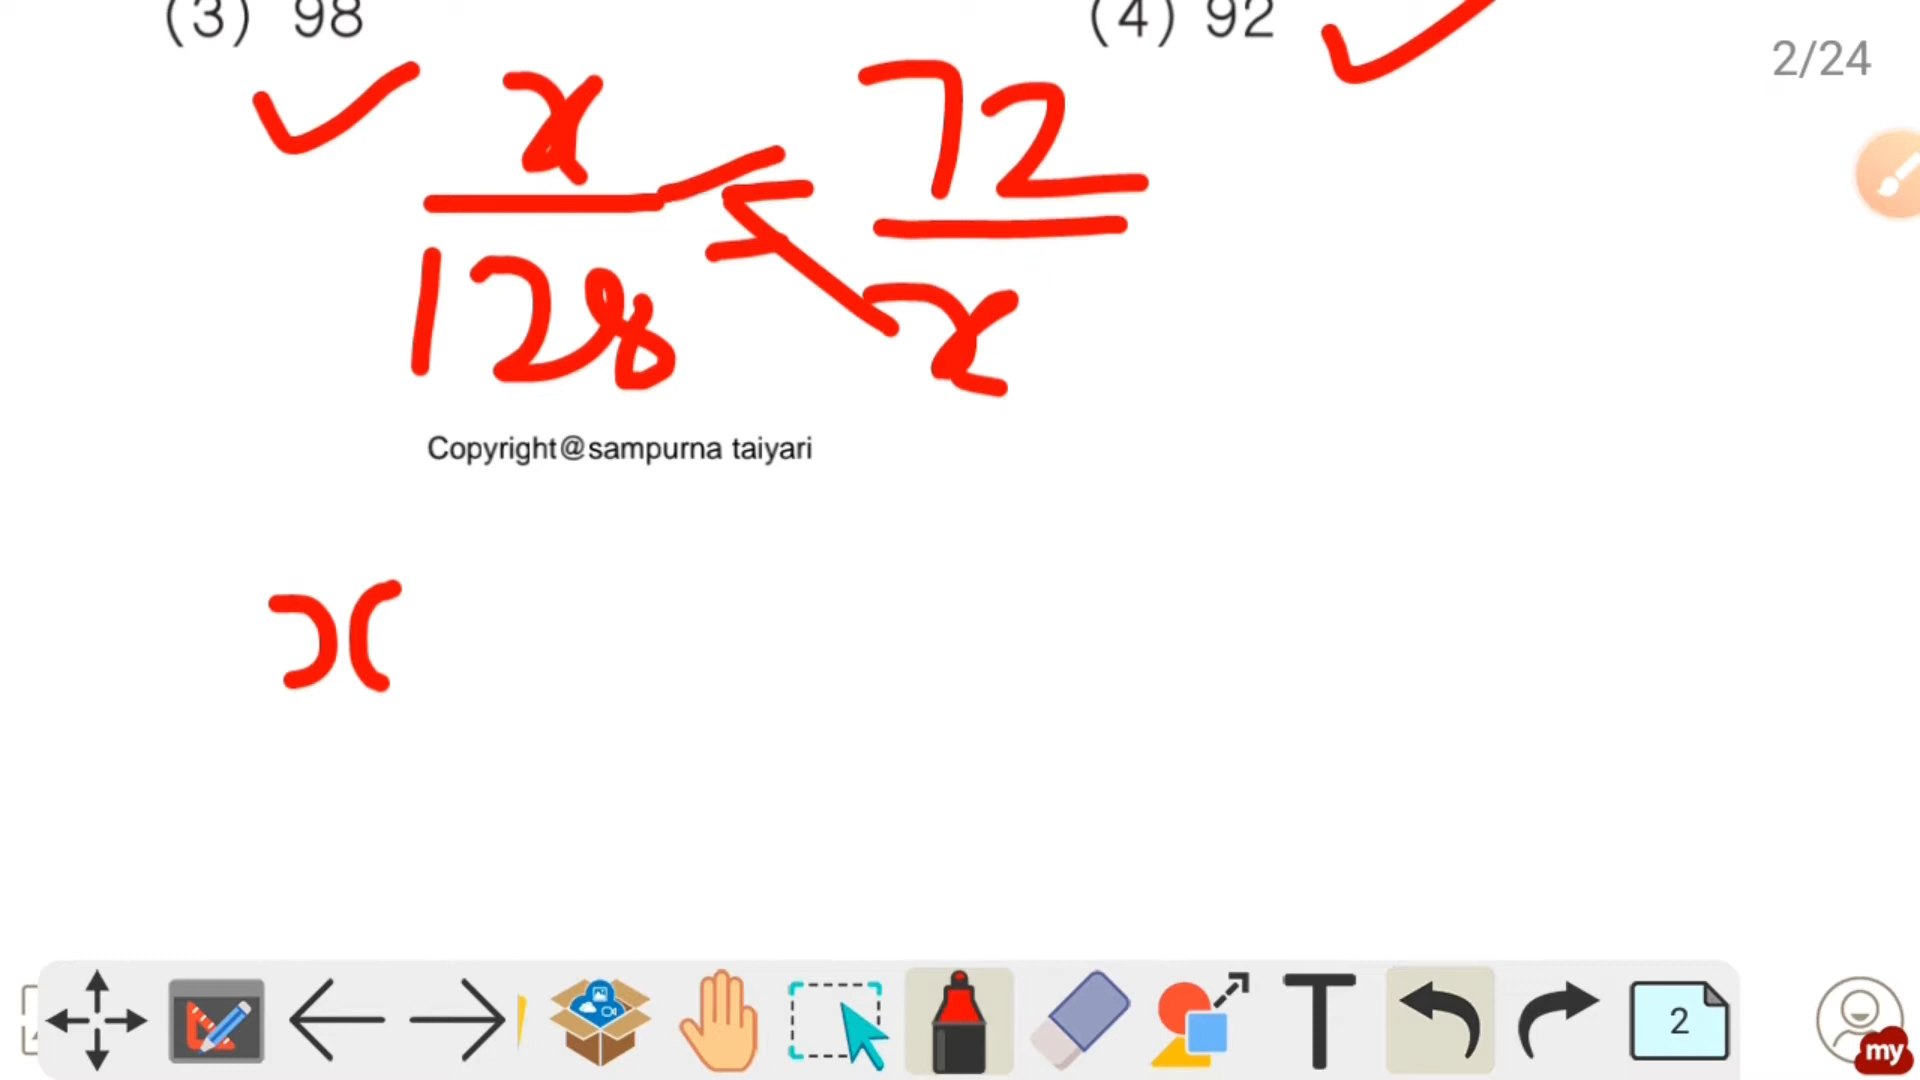 (3) 98 (4) 92
2/24
x/128 = 72/x
Copyright@sampurna taiyari
x
T 2 my